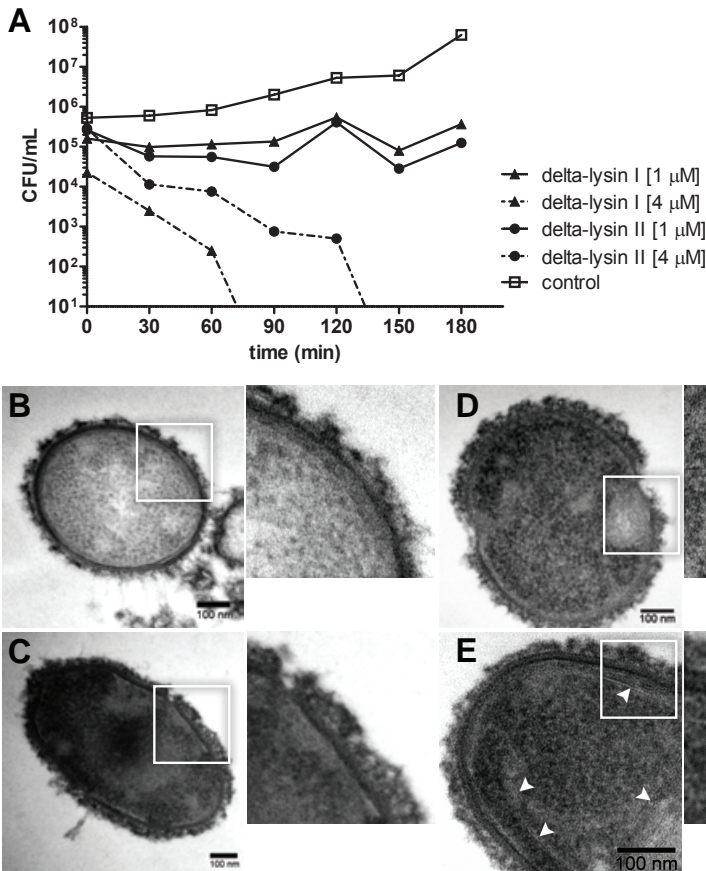 A
10⁸
10⁷
10⁶
10⁵
10⁴
10³
10²
10¹
CFU/mL
0 30 60 90 120 150 180
time (min)
delta-lysin I [1 μM]
delta-lysin I [4 μM]
delta-lysin II [1 μM]
delta-lysin II [4 μM]
control
B
100 nm
D
100 nm
C
100 nm
E
100 nm